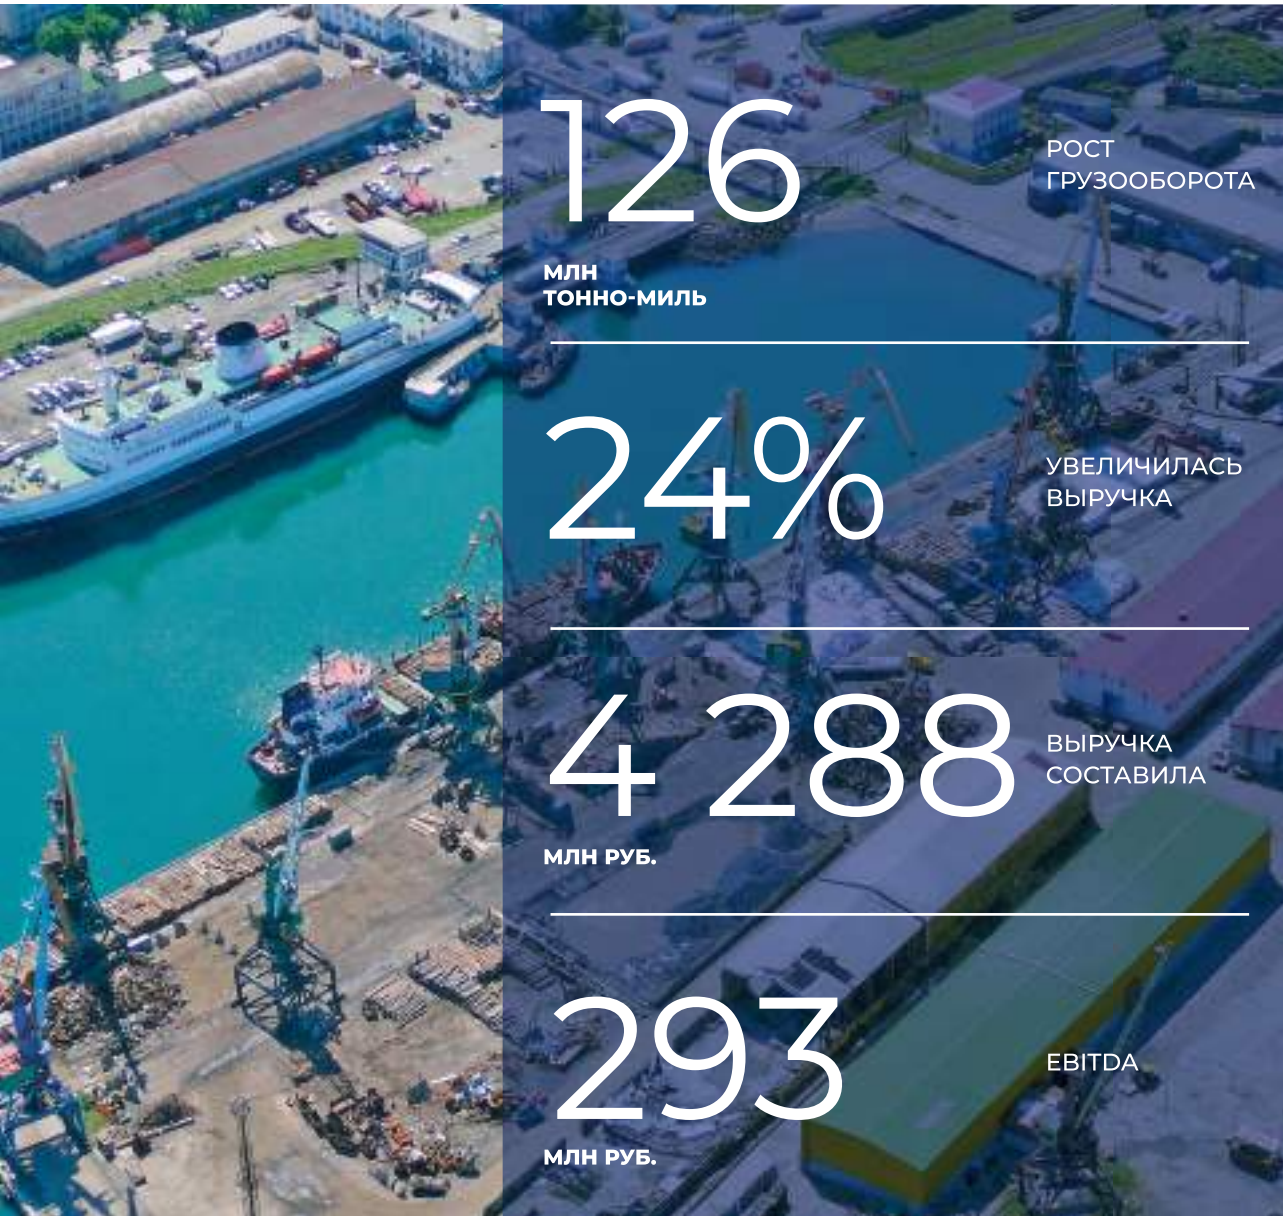 126
РОСТ
ГРУЗООБОРОТА
МЛН
ТОННО-МИЛЬ
24%
УВЕЛИЧИЛАСЬ
ВЫРУЧКА
4 288
ВЫРУЧКА
СОСТАВИЛА
МЛН РУБ.
293
EBITDA
МЛН РУБ.